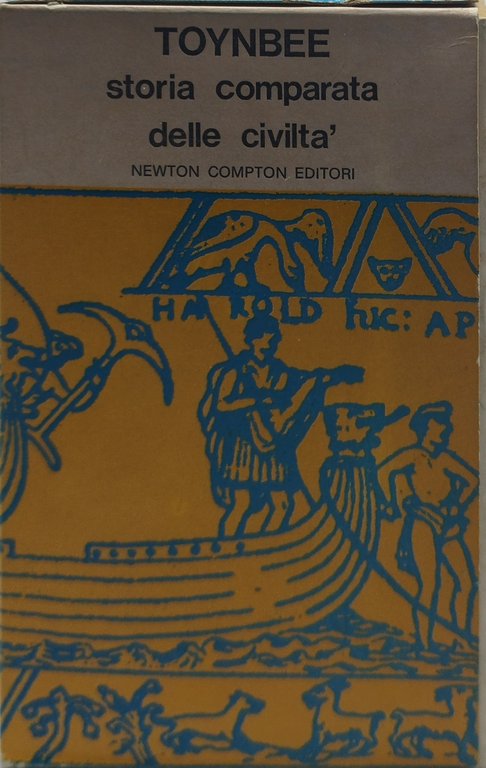 TOYNBEE
storia comparata
delle civilta'
NEWTON COMPTON EDITORI
HAROLD hIC: AP